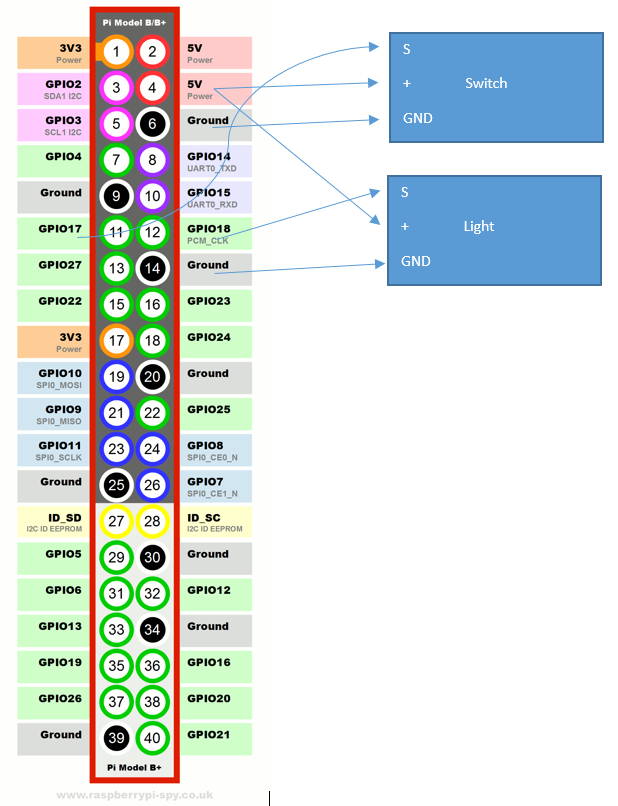 Pi Model B/B+
3V3
Power
1
2
5V
Power
GPIO2
SDA1 I2C
3
4
5V
Power
GPIO3
SCL1 I2C
5
6
Ground
GPIO4
7
8
GPIO14
UART0_TXD
Ground
9
10
GPIO15
UART0_RXD
GPIO17
11
12
GPIO18
PCM_CLK
GPIO27
13
14
Ground
GPIO22
15
16
GPIO23
3V3
Power
17
18
GPIO24
GPIO10
SPI0_MOSI
19
20
Ground
GPIO9
SPI0_MISO
21
22
GPIO25
GPIO11
SPI0_SCLK
23
24
GPIO8
SPI0_CE0_N
Ground
25
26
GPIO7
SPI0_CE1_N
ID_SD
I2C ID EEPROM
27
28
ID_SC
I2C ID EEPROM
GPIO5
29
30
Ground
GPIO6
31
32
GPIO12
GPIO13
33
34
Ground
GPIO19
35
36
GPIO16
GPIO26
37
38
GPIO20
Ground
39
40
GPIO21
Pi Model B+
www.raspberrypi-spy.co.uk
S
+ Switch
GND
S
+ Light
GND